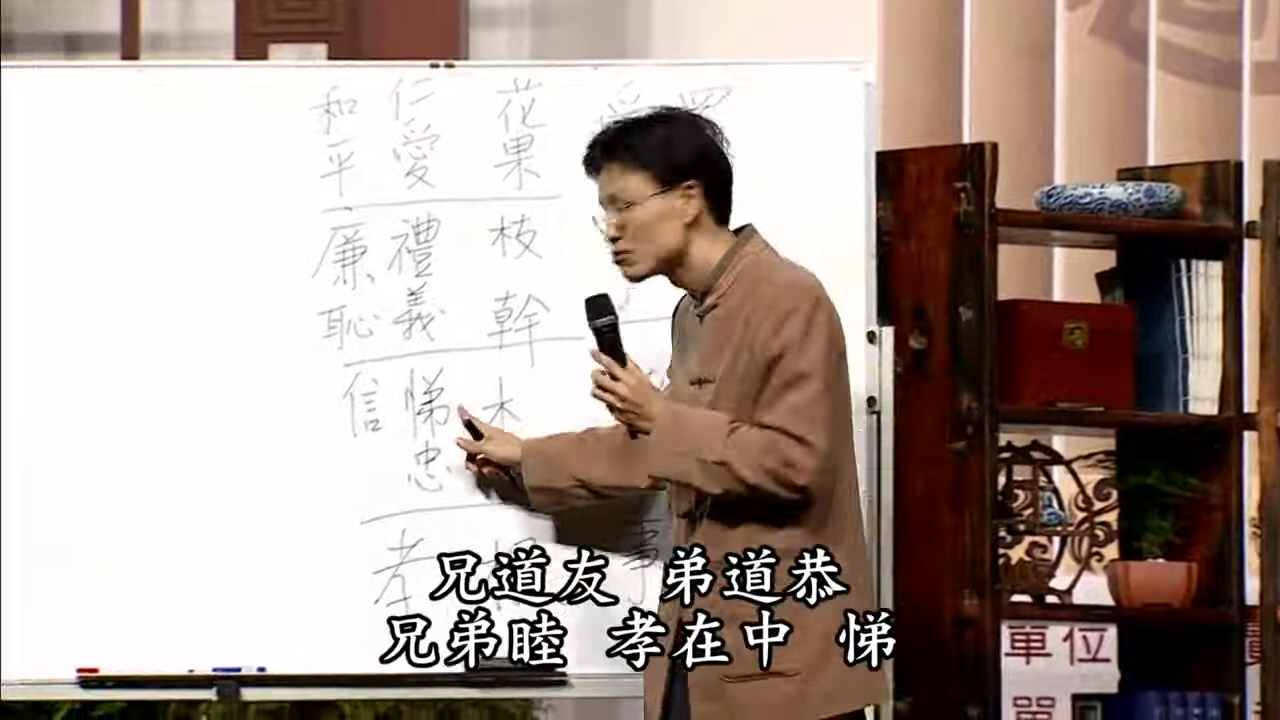 花果
仁愛
和平
枝幹
禮義
廉恥
悌忠
信
事
孝
兄道友 弟道恭
兄弟睦 孝在中 悌
單位